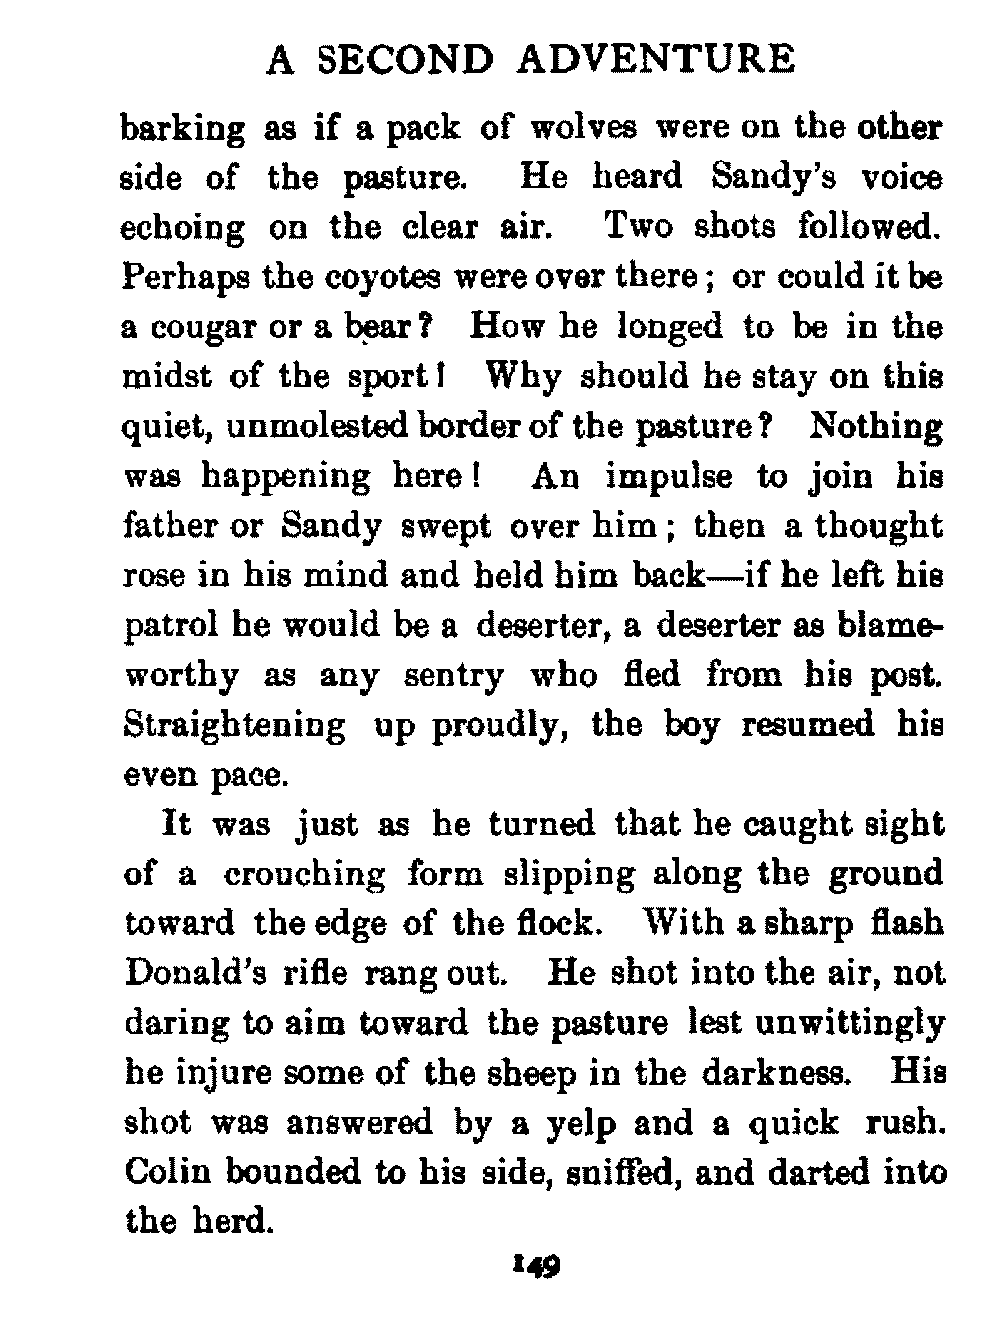 A SECOND ADVENTURE
barking as if a pack of wolves were on the other
side of the pasture. He heard Sandy's voice
echoing on the clear air. Two shots followed.
Perhaps the coyotes were over there; or could it be
a cougar or a bear? How he longed to be in the
midst of the sport! Why should he stay on this
quiet, unmolested border of the pasture? Nothing
was happening here! An impulse to join his
father or Sandy swept over him; then a thought
rose in his mind and held him back—if he left his
patrol he would be a deserter, a deserter as blame-
worthy as any sentry who fled from his post.
Straightening up proudly, the boy resumed his
even pace.
It was just as he turned that he caught sight
of a crouching form slipping along the ground
toward the edge of the flock. With a sharp flash
Donald's rifle rang out. He shot into the air, not
daring to aim toward the pasture lest unwittingly
he injure some of the sheep in the darkness. His
shot was answered by a yelp and a quick rush.
Colin bounded to his side, sniffed, and darted into
the herd.
149